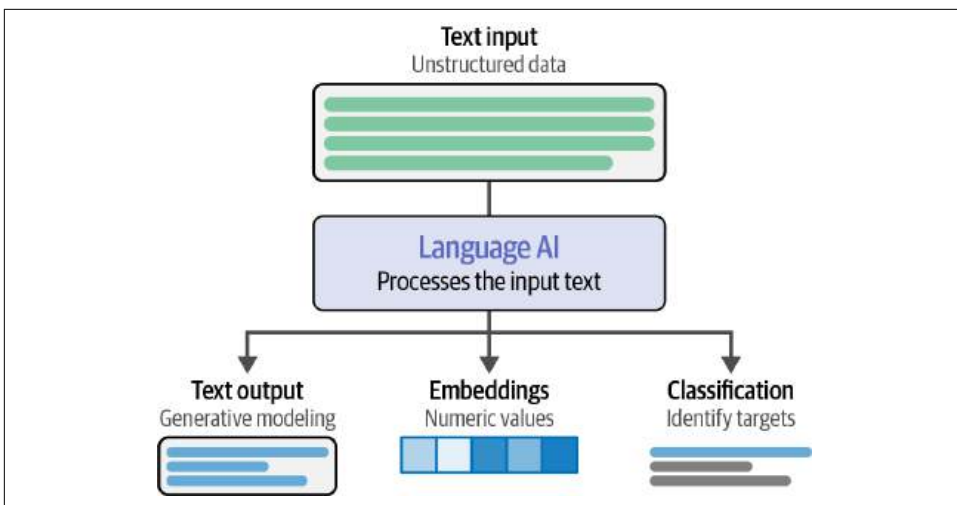 Text input
Unstructured data
Language AI
Processes the input text
Text output
Generative modeling
Embeddings
Numeric values
Classification
Identify targets